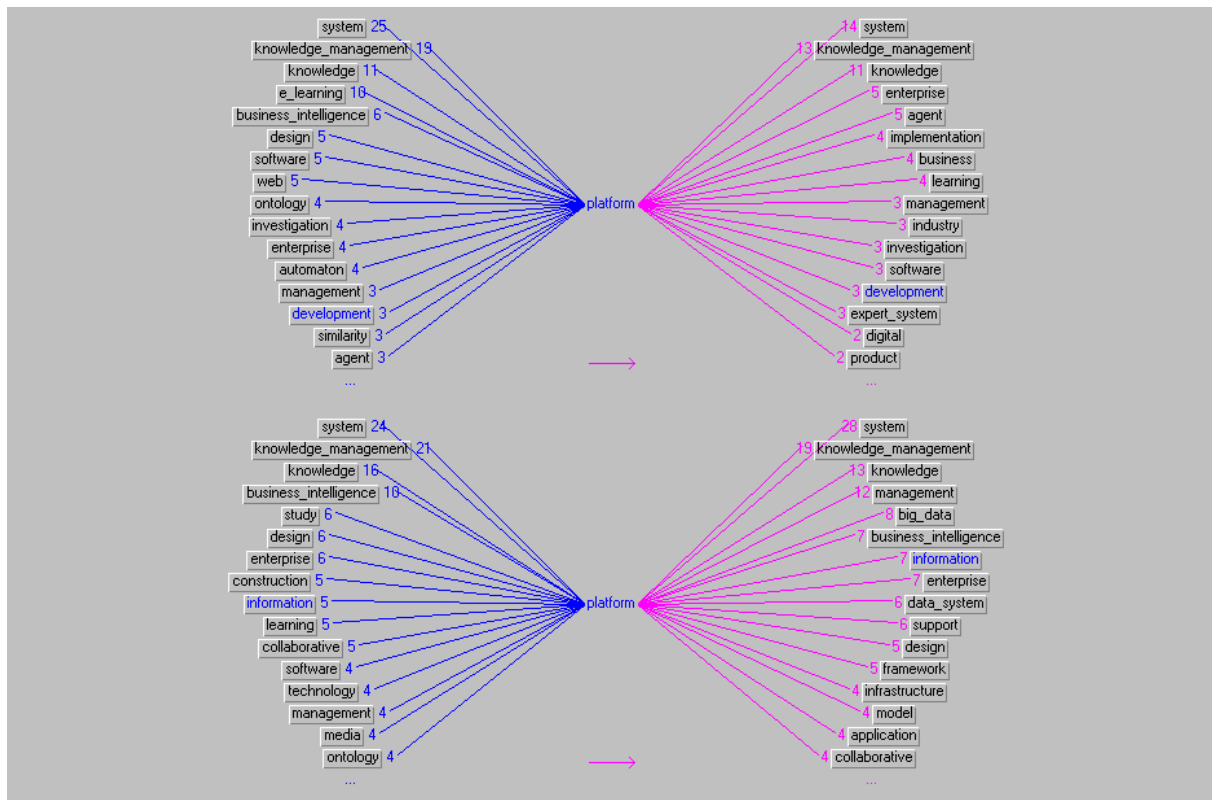 system 25 14 system
knowledge_management 19 13 knowledge_management
knowledge 11 11 knowledge
e_learning 10 5 enterprise
business_intelligence 6 5 agent
design 5 4 implementation
software 5 4 business
web 5 4 learning
ontology 4 platform 3 management
investigation 4 3 industry
enterprise 4 3 investigation
automaton 4 3 software
management 3 3 development
development 3 3 expert_system
similarity 3 2 digital
agent 3 2 product
... ...
system 24 28 system
knowledge_management 21 19 knowledge_management
knowledge 16 13 knowledge
business_intelligence 10 12 management
study 6 8 big_data
design 6 7 business_intelligence
enterprise 6 7 information
construction 5 7 enterprise
information 5 platform 6 data_system
learning 5 6 support
collaborative 5 5 design
software 4 5 framework
technology 4 4 infrastructure
management 4 4 model
media 4 4 application
ontology 4 4 collaborative
... ...